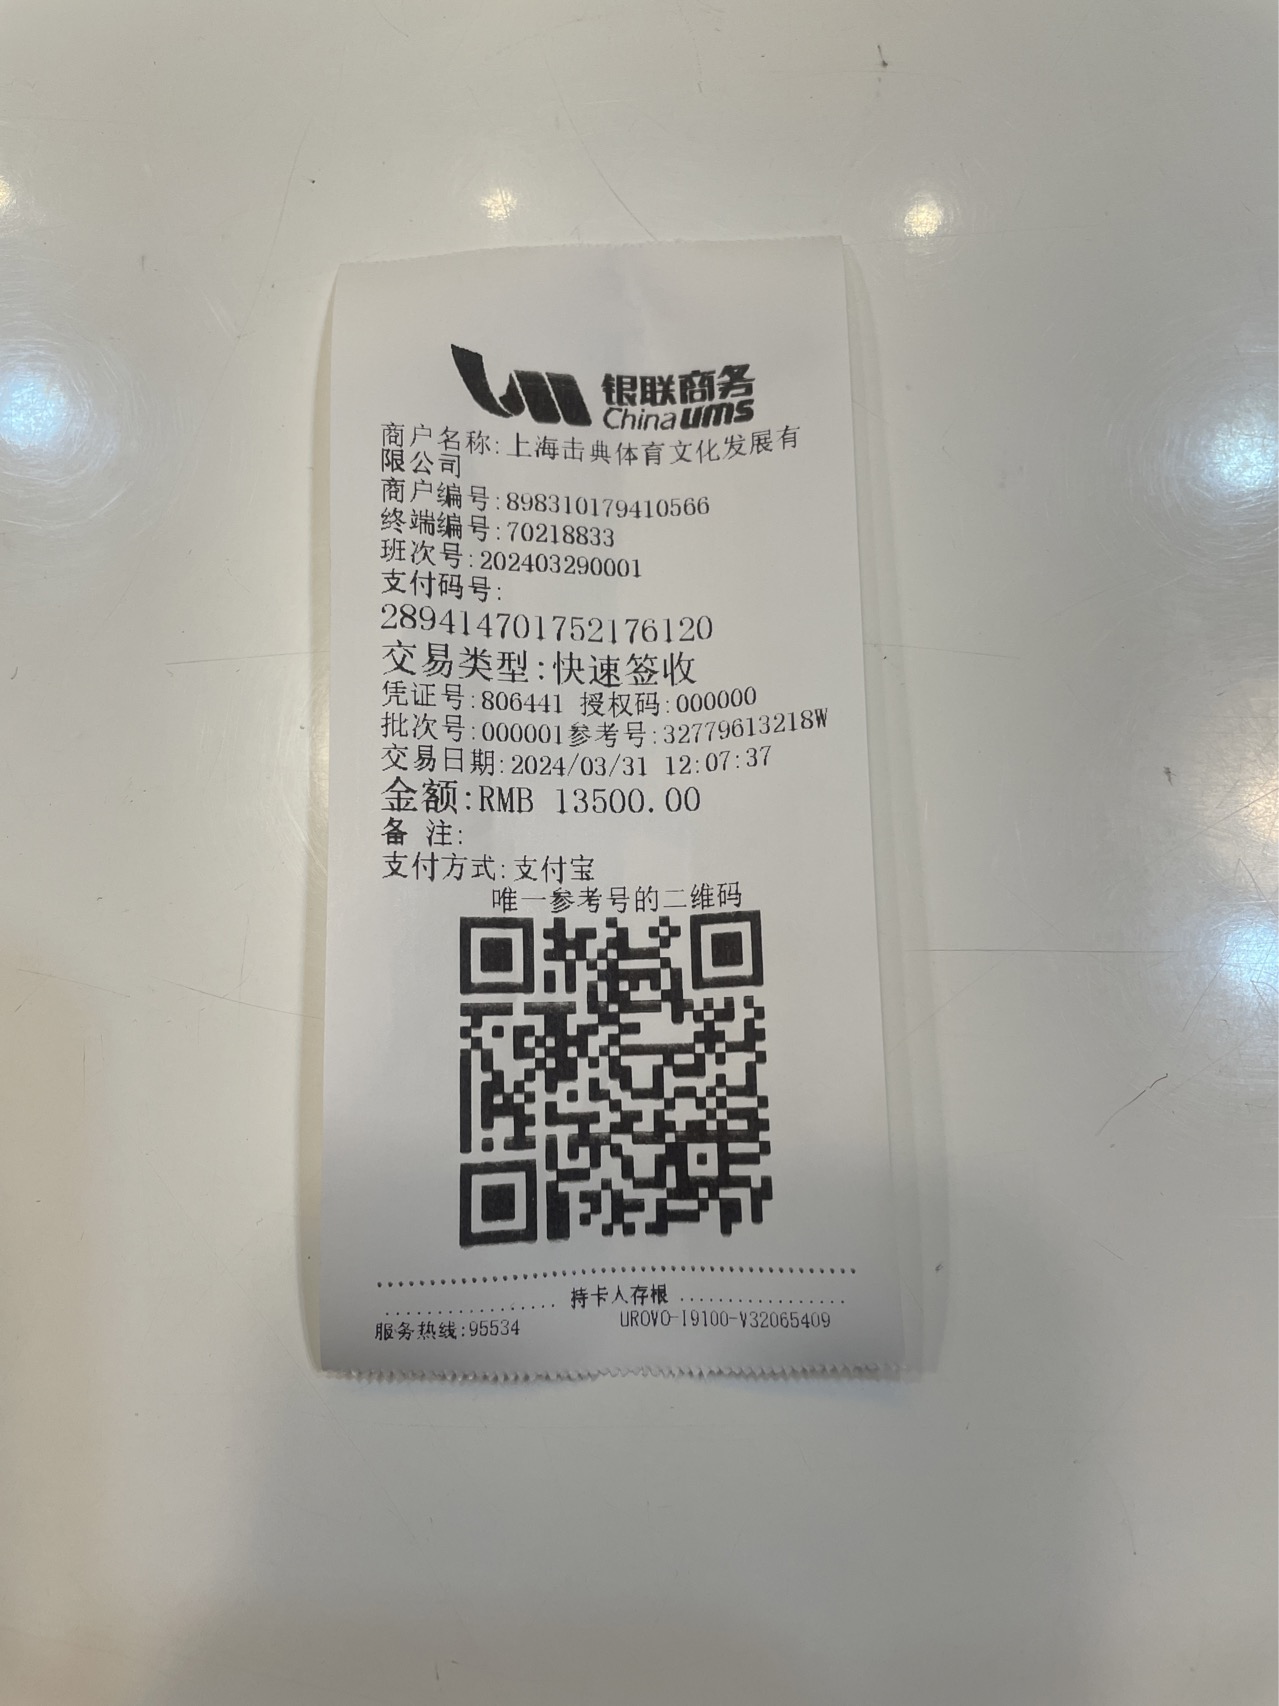 银联商务
China ums
商户名称:上海击典体育文化发展有
限公司
商户编号:898310179410566
终端编号:70218833
班次号:202403290001
支付码号:
289414701752176120
交易类型:快速签收
凭证号:806441 授权码:000000
批次号:000001参考号:32779613218W
交易日期:2024/03/31 12:07:37
金额:RMB 13500.00
备 注:
支付方式:支付宝
唯一参考号的二维码
持卡人存根
服务热线:95534 UROVO-I9100-V32065409